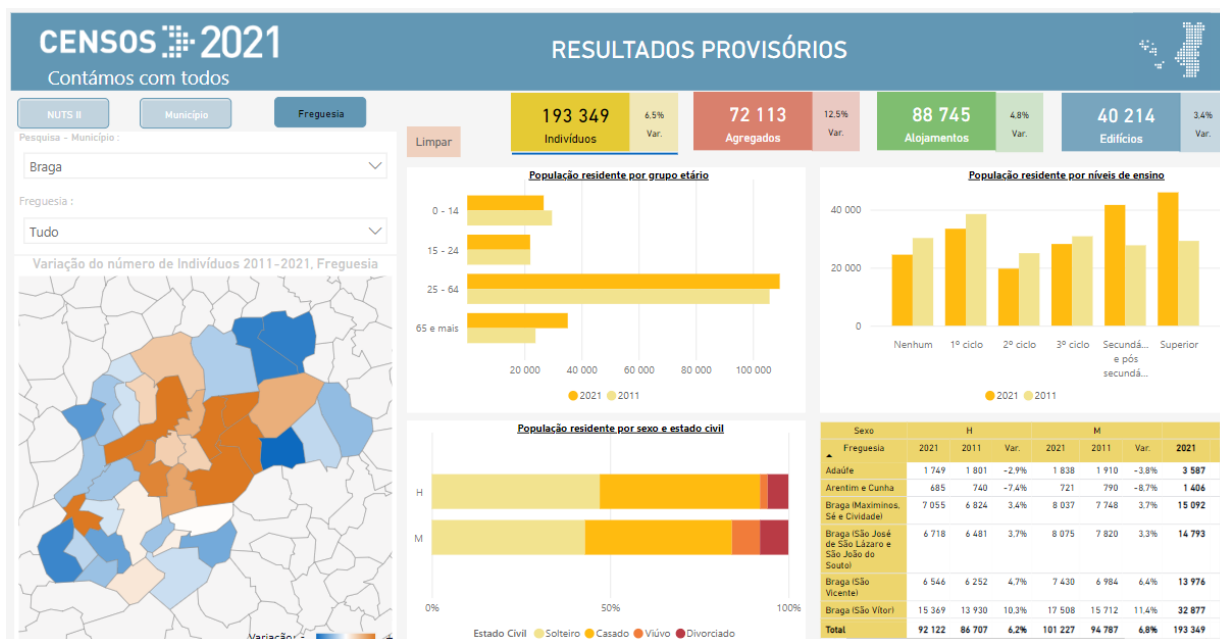 CENSOS 2021
Contámos com todos
RESULTADOS PROVISÓRIOS
NUTS II
Município
Freguesia
Pesquisa - Município :
Braga
Freguesia :
Tudo
Limpar
193 349
Indivíduos
6.5%
Var.
72 113
Agregados
12.5%
Var.
88 745
Alojamentos
4,8%
Var.
40 214
Edifícios
3.4%
Var.
Variação do número de Indivíduos 2011-2021, Freguesia
Variação: -
População residente por grupo etário
0 - 14
15 - 24
25 - 64
65 e mais
20 000 40 000 60 000 80 000 100 000
2021 2011
População residente por níveis de ensino
40 000
20 000
0
Nenhum 1º ciclo 2º ciclo 3º ciclo Secundá... Superior
e pós
secundá...
2021 2011
População residente por sexo e estado civil
H
M
0% 50% 100%
Estado Civil Solteiro Casado Viúvo Divorciado
Sexo H M
Freguesia 2021 2011 Var. 2021 2011 Var. 2021
Adaúfe 1 749 1 801 -2.9% 1 838 1 910 -3.8% 3 587
Arentim e Cunha 685 740 -7.4% 721 790 -8,7% 1 406
Braga (Maximinos, 7 055 6 824 3.4% 8 037 7 748 3,7% 15 092
Sé e Cividade)
Braga (São José 6 718 6 481 3.7% 8 075 7 820 3,3% 14 793
de São Lázaro e
São João do
Souto)
Braga (São 6 546 6 252 4.7% 7 430 6 984 6,4% 13 976
Vicente)
Braga (São Vítor) 15 369 13 930 10.3% 17 508 15 712 11.4% 32 877
Total 92 122 86 707 6,2% 101 227 94 787 6,8% 193 349